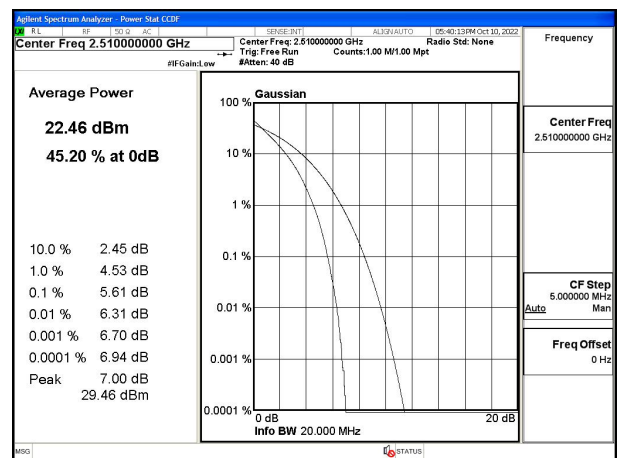 Agilent Spectrum Analyzer - Power Stat CCDF
RL RF 50 Ω AC SENSE:INT ALIGN AUTO 05:40:13PM Oct 10, 2022
Center Freq 2.510000000 GHz
Center Freq: 2.510000000 GHz Radio Std: None
Trig: Free Run Counts:1.00 M/1.00 Mpt
#IFGain:Low #Atten: 40 dB
Frequency
Average Power
22.46 dBm
45.20 % at 0dB
10.0 % 2.45 dB
1.0 % 4.53 dB
0.1 % 5.61 dB
0.01 % 6.31 dB
0.001 % 6.70 dB
0.0001 % 6.94 dB
Peak 7.00 dB
29.46 dBm
Gaussian
100 %
10 %
1 %
0.1 %
0.01 %
0.001 %
0.0001 %
0 dB 20 dB
Info BW 20.000 MHz
Center Freq
2.510000000 GHz
CF Step
5.000000 MHz
Auto Man
Freq Offset
0 Hz
MSG STATUS